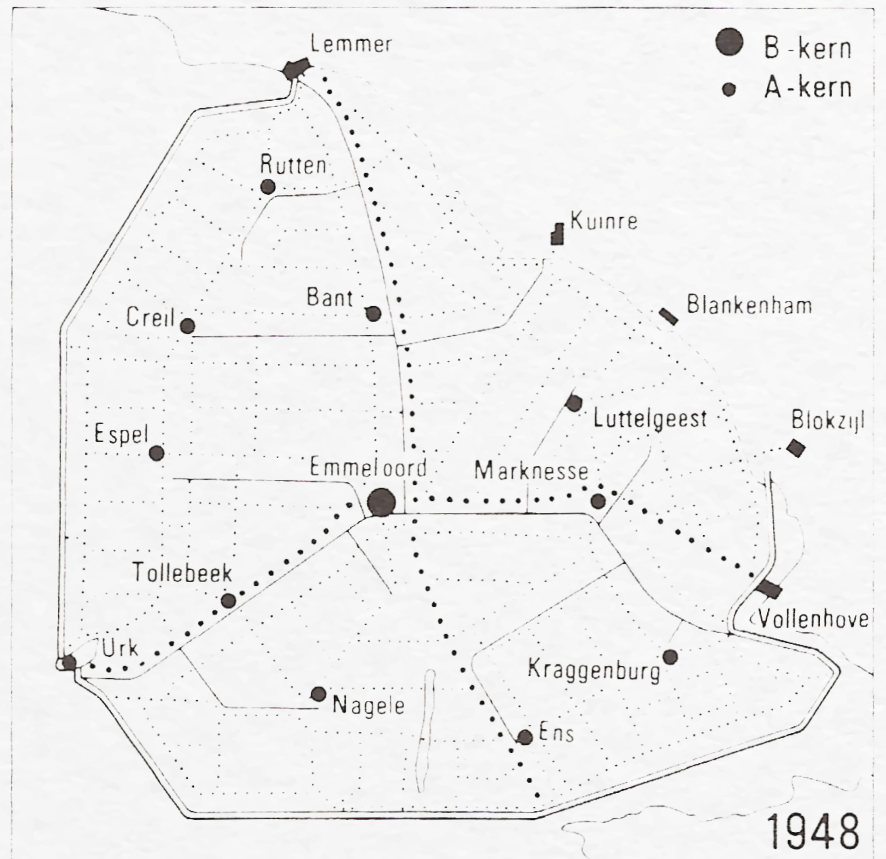 Lemmer
B-kern
A-kern
Rutten
Kuinre
Bant
Creil
Blankenham
Luttelgeest
Blokzijl
Espel
Emmeloord
Marknesse
Tollebeek
Vollenhove
Urk
Kraggenburg
Nagele
Ens
1948